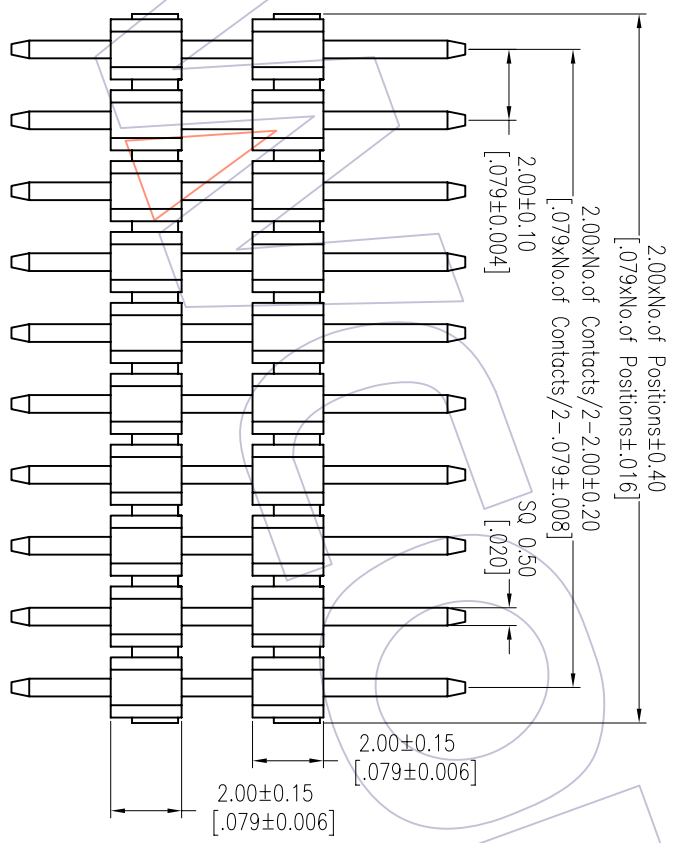 2.00xNo.of Positions±0.40
[.079xNo.of Positions±.016]
2.00xNo.of Contacts/2-2.00±0.20
[.079xNo.of Contacts/2-.079±.008]
2.00±0.10
[.079±0.004]
SQ 0.50
[.020]
2.00±0.15
[.079±0.006]
2.00±0.15
[.079±0.006]